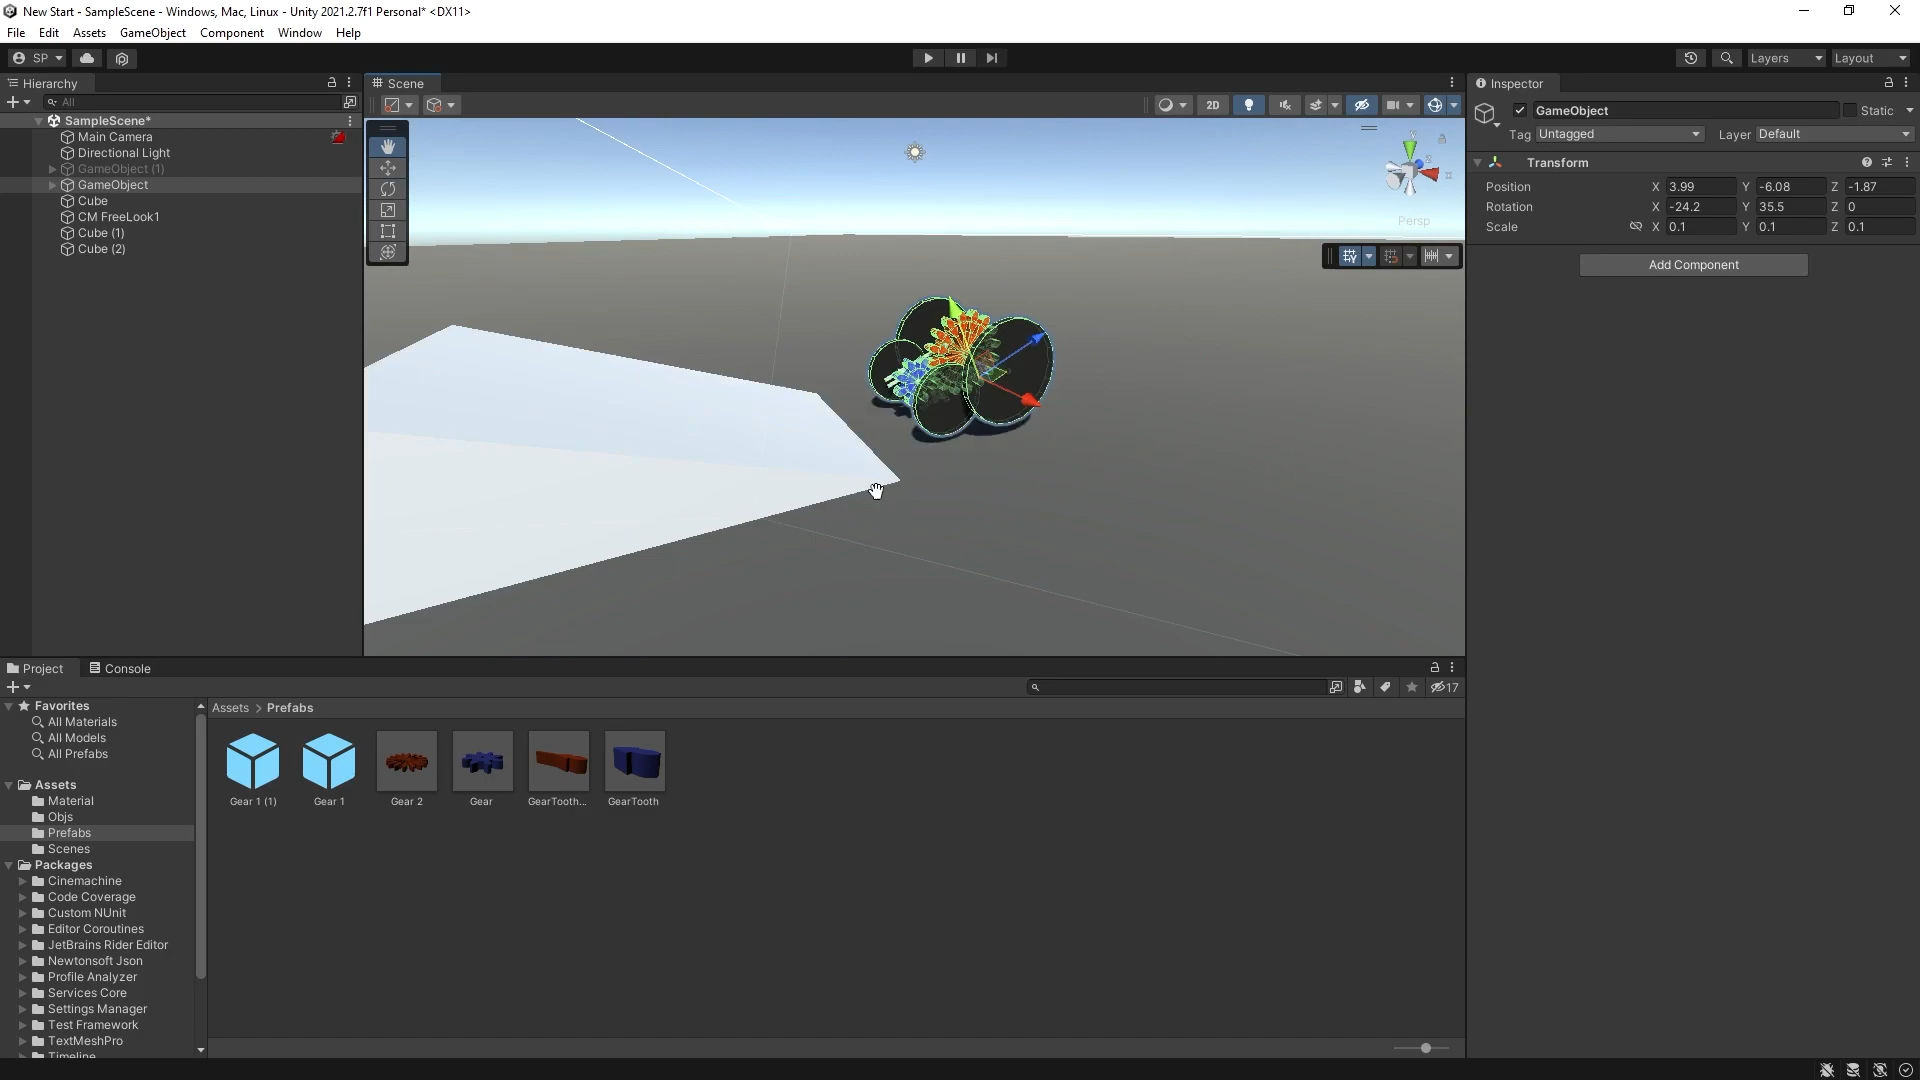 New Start - SampleScene - Windows, Mac, Linux - Unity 2021.2.7f1 Personal* <DX11>
File Edit Assets GameObject Component Window Help
SP Layers Layout
Hierarchy
All
SampleScene*
Main Camera
Directional Light
GameObject (1)
GameObject
Cube
CM FreeLook1
Cube (1)
Cube (2)
Scene
2D
Persp
Inspector
GameObject Static
Tag Untagged Layer Default
Transform
Position X 3.99 Y -6.08 Z -1.87
Rotation X -24.2 Y 35.5 Z 0
Scale X 0.1 Y 0.1 Z 0.1
Add Component
Project Console
17
Favorites
All Materials
All Models
All Prefabs
Assets
Material
Objs
Prefabs
Scenes
Packages
Cinemachine
Code Coverage
Custom NUnit
Editor Coroutines
JetBrains Rider Editor
Newtonsoft Json
Profile Analyzer
Services Core
Settings Manager
Test Framework
TextMeshPro
Timeline
Assets > Prefabs
Gear 1 (1) Gear 1 Gear 2 Gear GearTooth... GearTooth